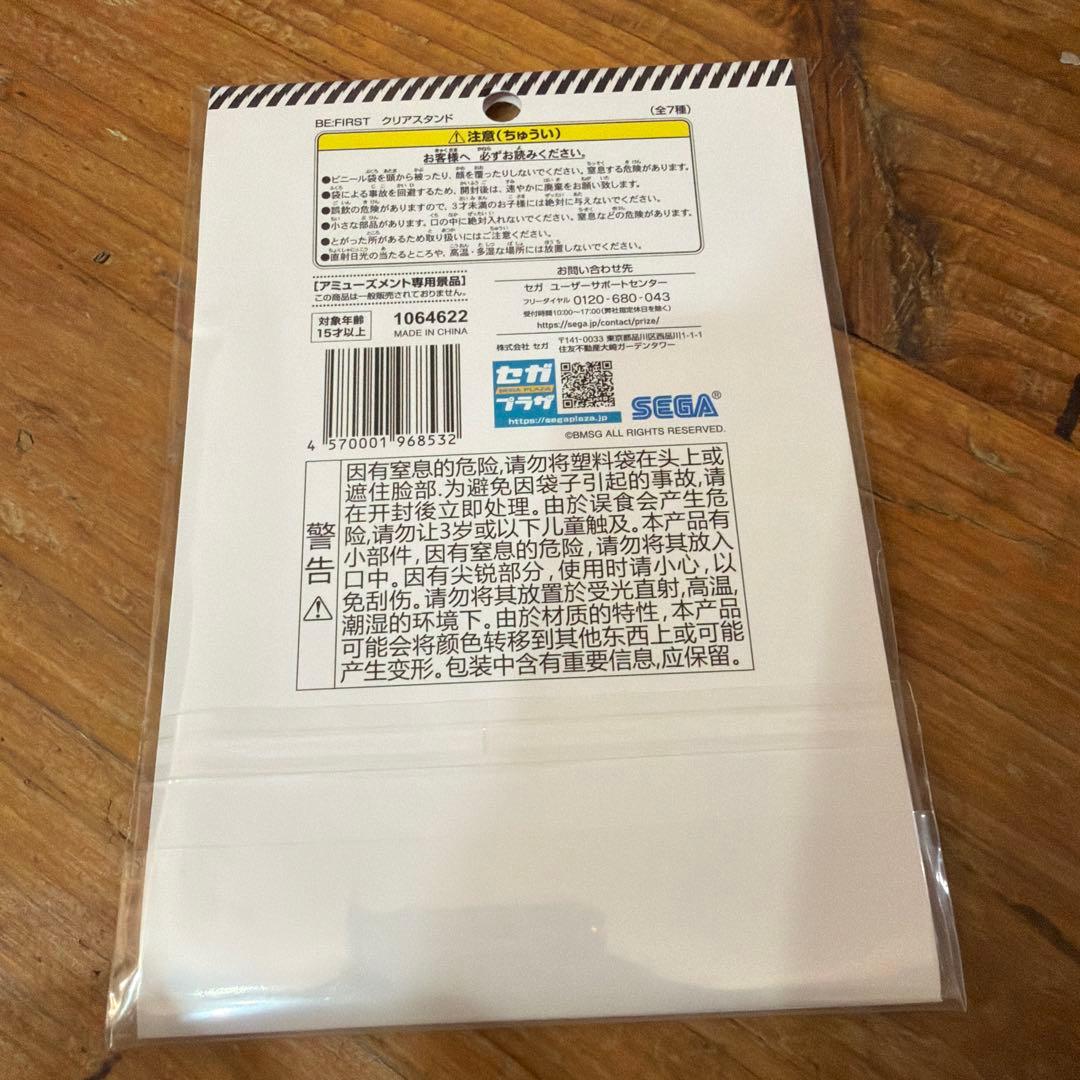 BE:FIRST クリアスタンド
(全7種)
⚠注意(ちゅうい)
お客様へ 必ずお読みください。
●ビニール袋を頭から被ったり、顔を覆ったりしないでください。窒息する危険があります。
●袋による事故を回避するため、開封後は、速やかに廃棄をお願い致します。
●誤飲の危険がありますので、3才未満のお子様には絶対に与えないでください。
●小さな部品があります。口の中に絶対入れないでください。窒息などの危険があります。
●とがった所があるため取り扱いにはご注意ください。
●直射日光の当たるところや、高温・多湿な場所には放置しないでください。
[アミューズメント専用景品]
この商品は一般販売されておりません。
対象年齢
15才以上
1064622
MADE IN CHINA
お問い合わせ先
セガ ユーザーサポートセンター
フリーダイヤル 0120-680-043
受付時間10:00~17:00(弊社指定休日を除く)
https://sega.jp/contact/prize/
株式会社 セガ
〒141-0033 東京都品川区西品川1-1-1
住友不動産大崎ガーデンタワー
4 570001 968532
セガ
SEGA PLAZA
プラザ
https://segaplaza.jp
SEGA®
©BMSG ALL RIGHTS RESERVED.
警告⚠
因有窒息的危险,请勿将塑料袋在头上或
遮住脸部.为避免因袋子引起的事故,请
在开封後立即处理。由於误食会产生危
险,请勿让3岁或以下儿童触及。本产品有
小部件,因有窒息的危险,请勿将其放入
口中。因有尖锐部分,使用时请小心,以
免刮伤。请勿将其放置於受光直射,高温,
潮湿的环境下。由於材质的特性,本产品
可能会将颜色转移到其他东西上或可能
产生变形。包装中含有重要信息,应保留。